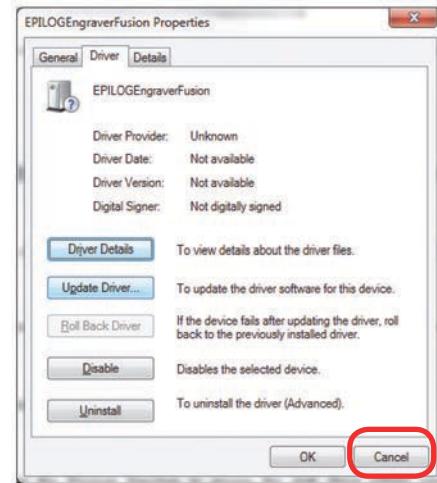 EPILOGEngraverFusion Properties
General Driver Details
EPILOGEngraverFusion
Driver Provider: Unknown
Driver Date: Not available
Driver Version: Not available
Digital Signer: Not digitally signed
Driver Details To view details about the driver files.
Update Driver... To update the driver software for this device.
Roll Back Driver If the device fails after updating the driver, roll
back to the previously installed driver.
Disable Disables the selected device.
Uninstall To uninstall the driver (Advanced).
OK Cancel